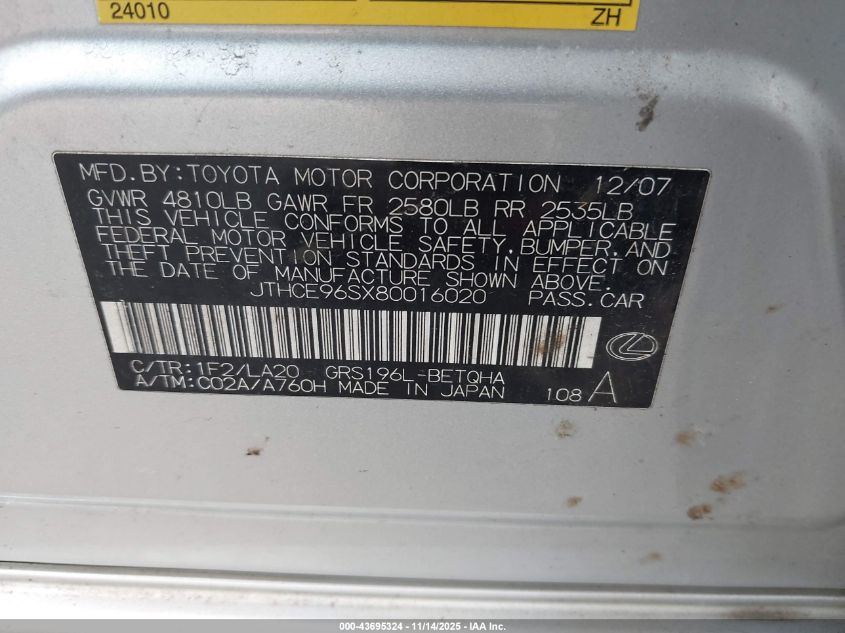 24010 ZH
MFD.BY:TOYOTA MOTOR CORPORATION 12/07
GVWR 4810LB GAWR FR 2580LB RR 2535LB
THIS VEHICLE CONFORMS TO ALL APPLICABLE
FEDERAL MOTOR VEHICLE SAFETY,BUMPER,AND
THEFT PREVENTION STANDARDS IN EFFECT ON
THE DATE OF MANUFACTURE SHOWN ABOVE.
JTHCE96SX80016020 PASS.CAR
C/TR:1F2/LA20 GRS196L-BETQHA
A/TM:C02A/A760H MADE IN JAPAN 108 A
000-43695324 - 11/14/2025 - IAA Inc.